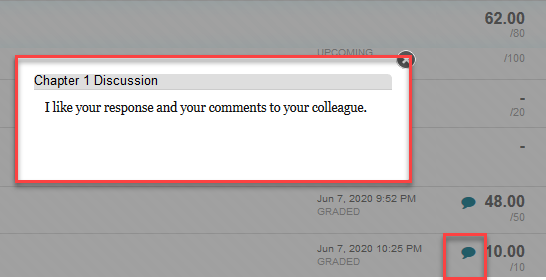 62.00
/80
UPCOMING
/100
Chapter 1 Discussion
I like your response and your comments to your colleague.
-
/20
-
Jun 7, 2020 9:52 PM
GRADED
48.00
/50
Jun 7, 2020 10:25 PM
GRADED
10.00
/10